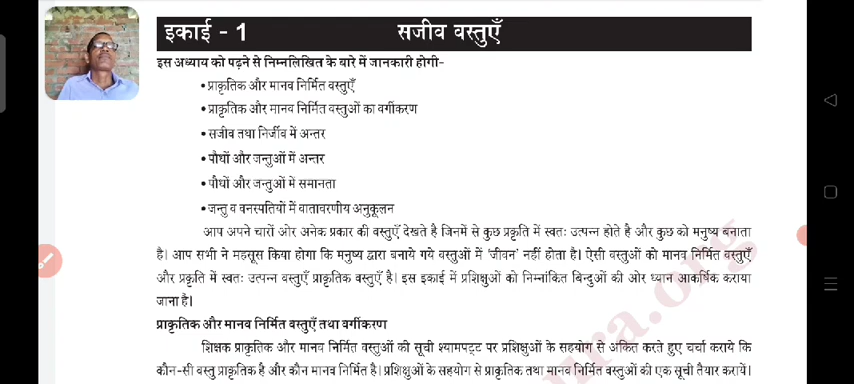 इकाई - 1 सजीव वस्तुएँ
इस अध्याय को पढ़ने से निम्नलिखित के बारे में जानकारी होगी-
• प्राकृतिक और मानव निर्मित वस्तुएँ
• प्राकृतिक और मानव निर्मित वस्तुओं का वर्गीकरण
• सजीव तथा निर्जीव में अन्तर
• पौधों और जन्तुओं में अन्तर
• पौधों और जन्तुओं में समानता
• जन्तु व वनस्पतियों में वातावरणीय अनुकूलन
आप अपने चारों ओर अनेक प्रकार की वस्तुएँ देखते है जिनमें से कुछ प्रकृति में स्वतः उत्पन्न होते है और कुछ को मनुष्य बनाता
है। आप सभी ने महसूस किया होगा कि मनुष्य द्वारा बनाये गये वस्तुओं में 'जीवन' नहीं होता है। ऐसी वस्तुओं को मानव निर्मित वस्तुएँ
और प्रकृति में स्वतः उत्पन्न वस्तुएँ प्राकृतिक वस्तुएँ है। इस इकाई में प्रशिक्षुओं को निम्नांकित बिन्दुओं की ओर ध्यान आकर्षिक कराया
जाना है।
प्राकृतिक और मानव निर्मित वस्तुएँ तथा वर्गीकरण
शिक्षक प्राकृतिक और मानव निर्मित वस्तुओं की सूची श्यामपट्ट पर प्रशिक्षुओं के सहयोग से अंकित करते हुए चर्चा कराये कि
कौन-सी वस्तु प्राकृतिक है और कौन मानव निर्मित है। प्रशिक्षुओं के सहयोग से प्राकृतिक तथा मानव निर्मित वस्तुओं की एक सूची तैयार करायें।
ura.org